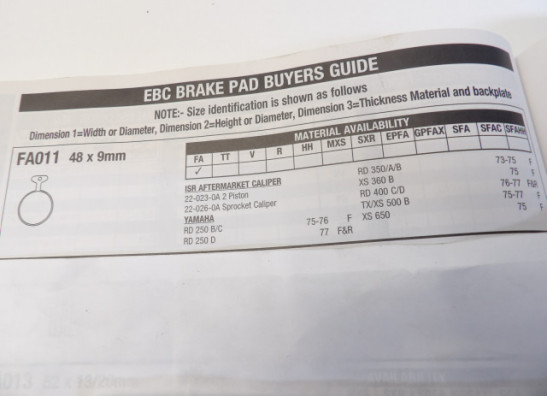 EBC BRAKE PAD BUYERS GUIDE
NOTE:- Size identification is shown as follows
Dimension 1=Width or Diameter, Dimension 2=Height or Diameter, Dimension 3=Thickness Material and backplate
FA011 48 x 9mm
MATERIAL AVAILABILITY
FA TT V R HH MXS SXR EPFA GPFAX SFA SFAC SFAHH
✓
ISR AFTERMARKET CALIPER
22-023-0A 2 Piston
22-026-0A Sprocket Caliper
YAMAHA
RD 250 B/C 75-76 F
RD 250 D 77 F&R
RD 350/A/B 73-75 F
XS 360 B 75 F
RD 400 C/D 76-77 F&R
TX/XS 500 B 75-77 F
XS 650 75 F